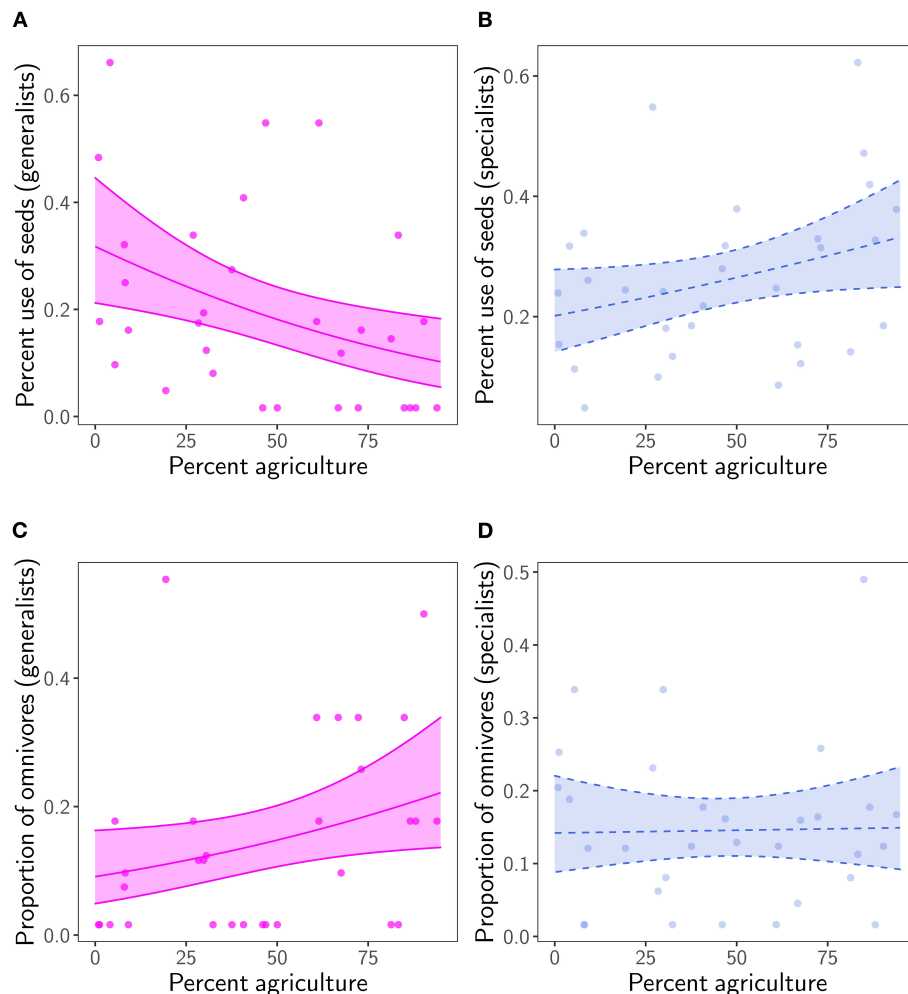 A
Percent use of seeds (generalists)
0.6
0.4
0.2
0.0
0 25 50 75
Percent agriculture
B
Percent use of seeds (specialists)
0.6
0.4
0.2
0 25 50 75
Percent agriculture
C
Proportion of omnivores (generalists)
0.4
0.2
0.0
0 25 50 75
Percent agriculture
D
Proportion of omnivores (specialists)
0.5
0.4
0.3
0.2
0.1
0.0
0 25 50 75
Percent agriculture